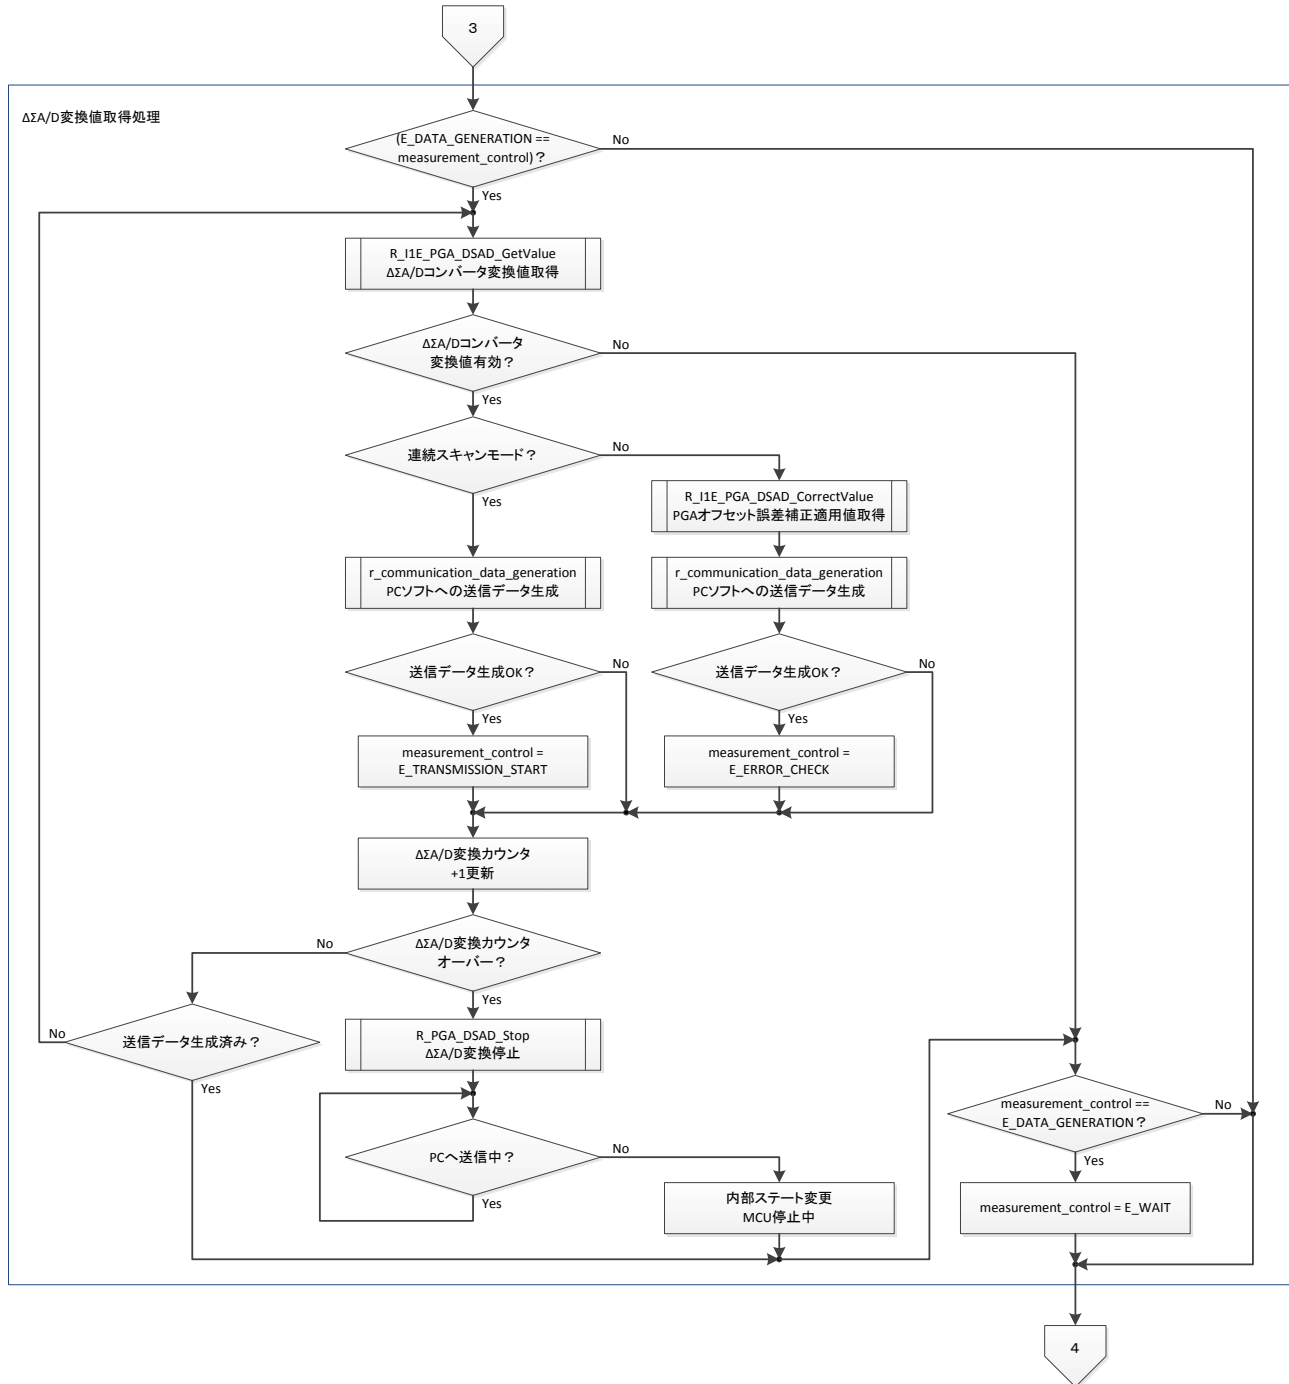 3
ΔΣA/D変換値取得処理
(E_DATA_GENERATION ==
measurement_control)？
No
Yes
R_I1E_PGA_DSAD_GetValue
ΔΣA/Dコンバータ変換値取得
ΔΣA/Dコンバータ
変換値有効？
No
Yes
連続スキャンモード？
No
Yes
R_I1E_PGA_DSAD_CorrectValue
PGAオフセット誤差補正適用値取得
r_communication_data_generation
PCソフトへの送信データ生成
r_communication_data_generation
PCソフトへの送信データ生成
送信データ生成OK？
No
Yes
送信データ生成OK？
No
Yes
measurement_control =
E_TRANSMISSION_START
measurement_control =
E_ERROR_CHECK
ΔΣA/D変換カウンタ
+1更新
ΔΣA/D変換カウンタ
オーバー？
No
Yes
送信データ生成済み？
No
Yes
R_PGA_DSAD_Stop
ΔΣA/D変換停止
measurement_control ==
E_DATA_GENERATION？
No
Yes
PCへ送信中？
No
Yes
内部ステート変更
MCU停止中
measurement_control = E_WAIT
4